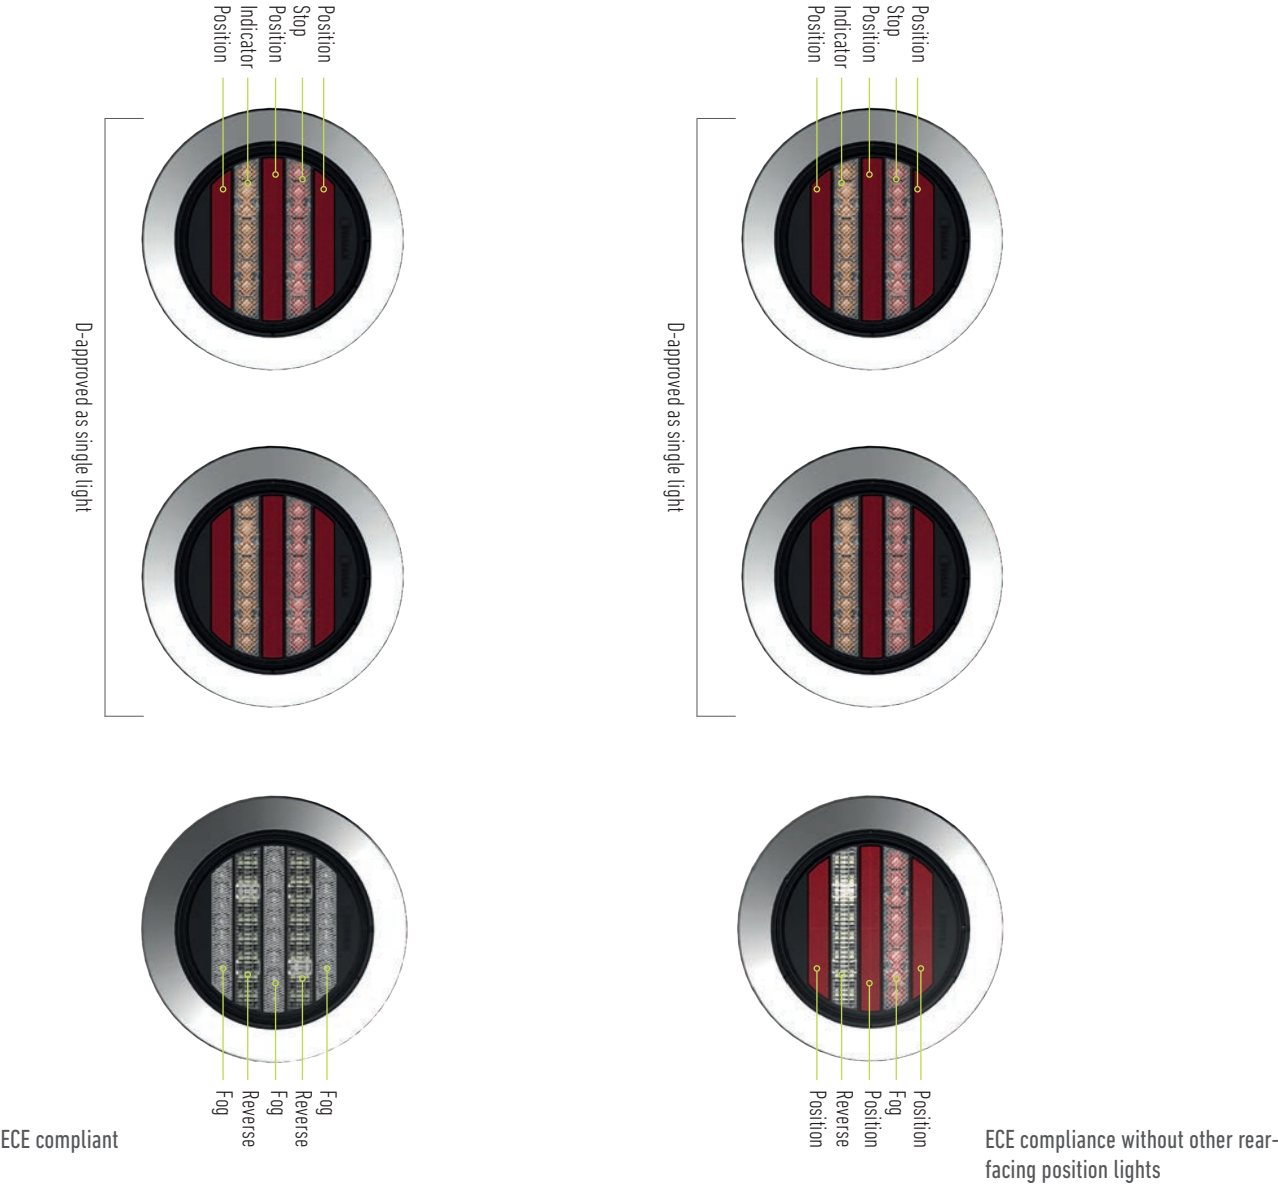 Position
Indicator
Position
Stop
Position
D-approved as single light
Fog
Reverse
Fog
Reverse
Fog
ECE compliant
Position
Indicator
Position
Stop
Position
D-approved as single light
Position
Reverse
Position
Fog
Position
ECE compliance without other rear-
facing position lights